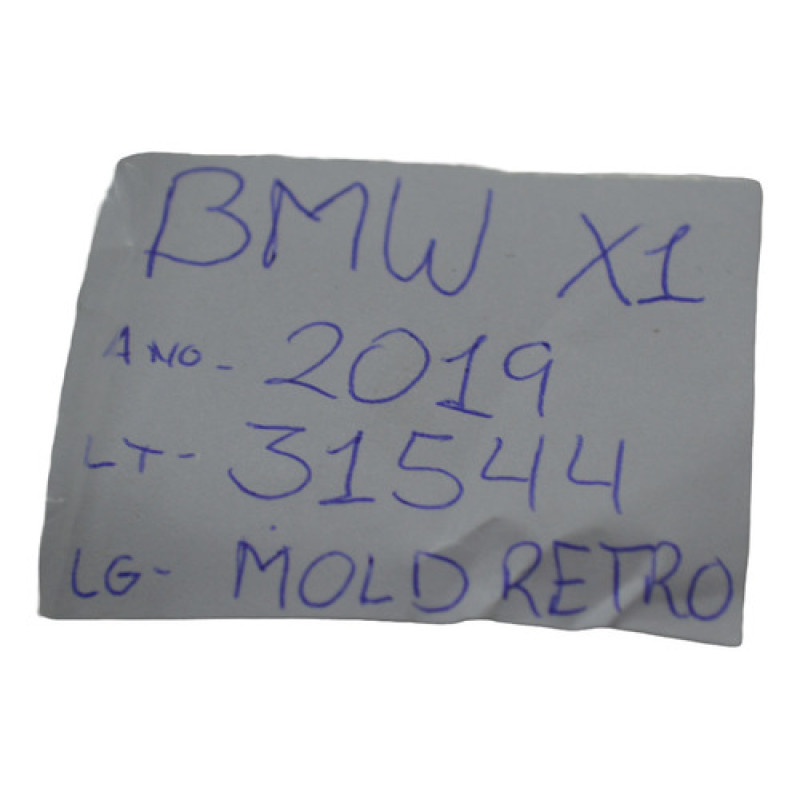 BMW X1
ANO- 2019
LT- 31544
LG- MOLD RETRO